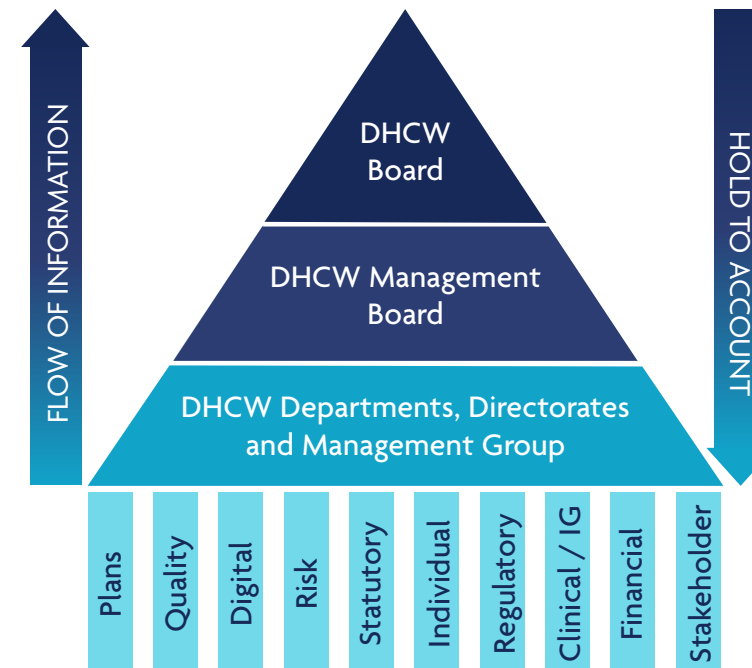 FLOW OF INFORMATION
DHCW
Board
DHCW Management
Board
DHCW Departments, Directorates
and Management Group
HOLD TO ACCOUNT
Plans
Quality
Digital
Risk
Statutory
Individual
Regulatory
Clinical / IG
Financial
Stakeholder